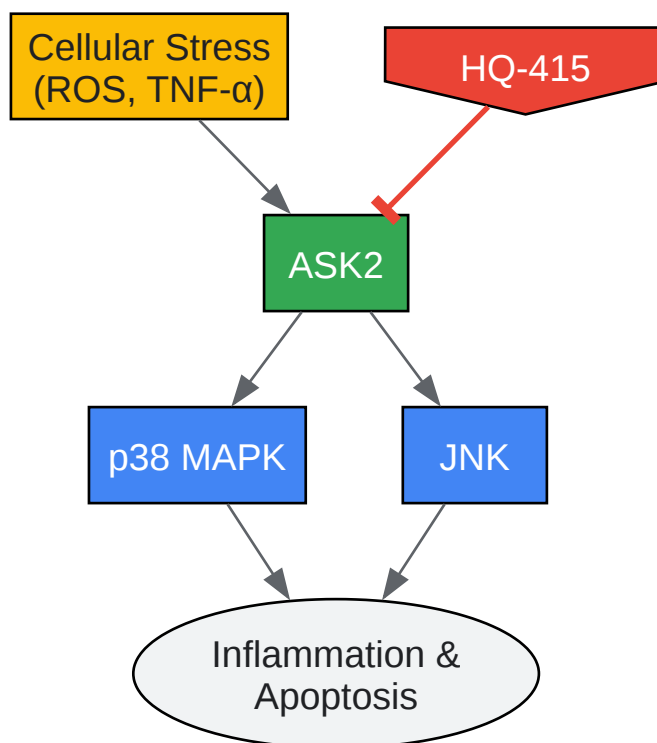 Cellular Stress
(ROS, TNF-α)
HQ-415
ASK2
p38 MAPK
JNK
Inflammation &
Apoptosis